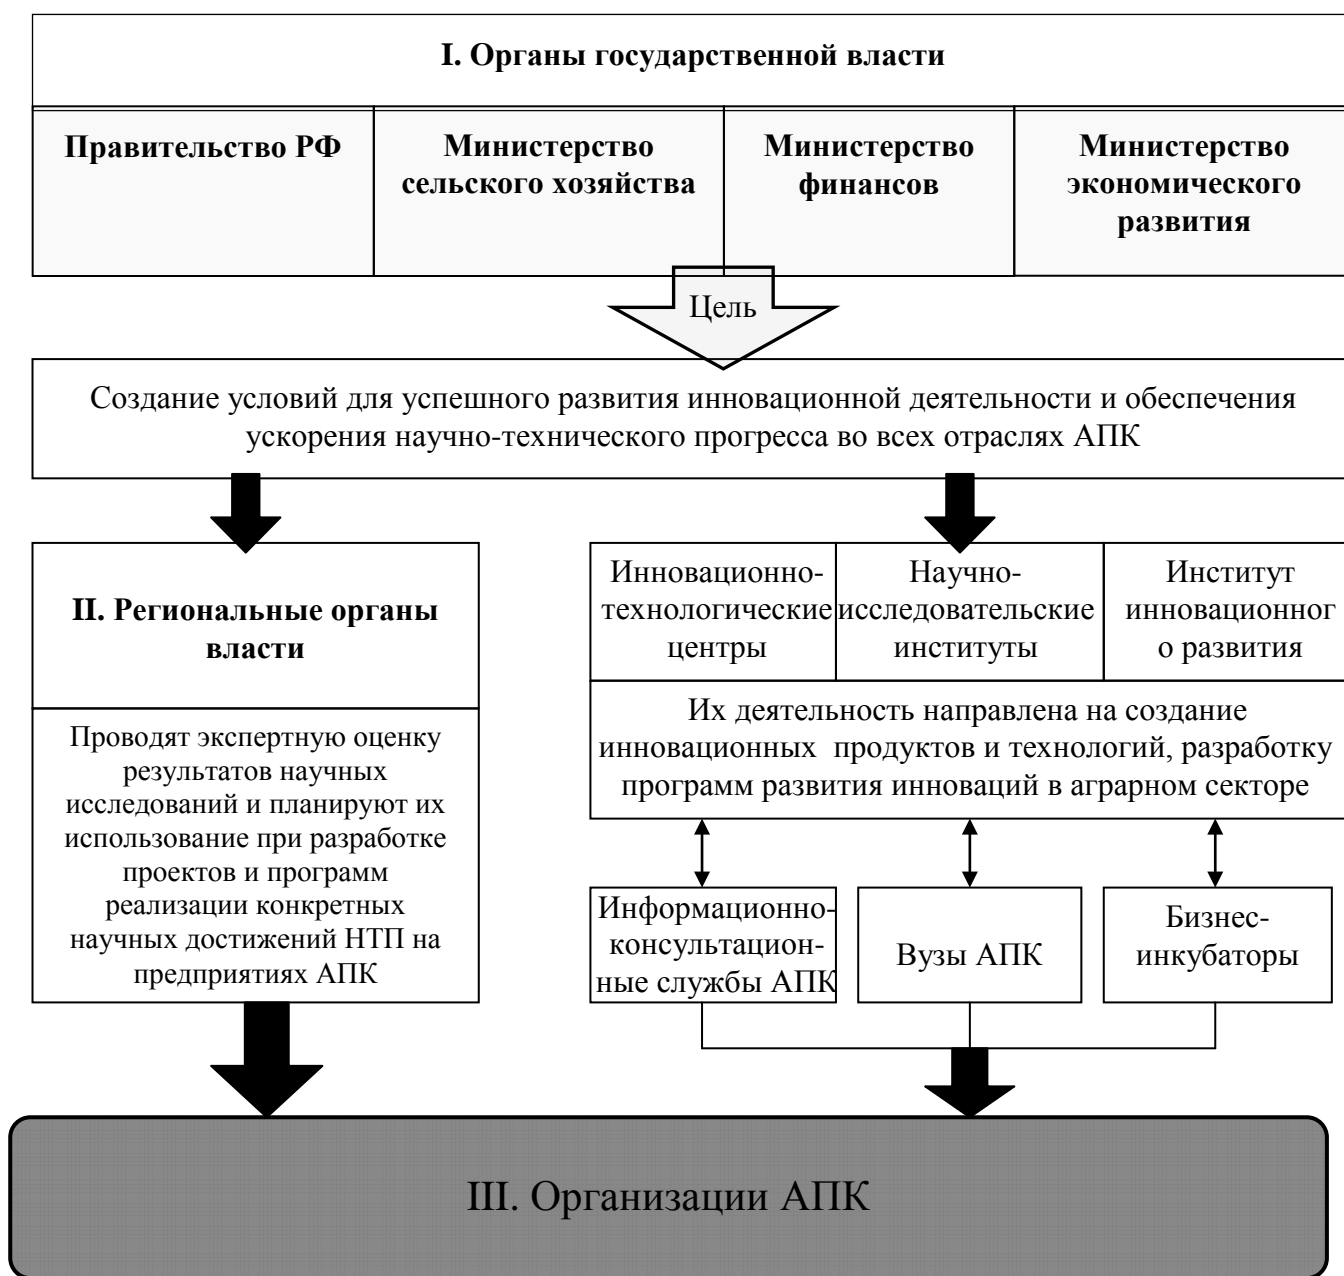 I. Органы государственной власти
Правительство РФ
Министерство
сельского хозяйства
Министерство
финансов
Министерство
экономического
развития
Цель
Создание условий для успешного развития инновационной деятельности и обеспечения
ускорения научно-технического прогресса во всех отраслях АПК
II. Региональные органы
власти
Проводят экспертную оценку
результатов научных
исследований и планируют их
использование при разработке
проектов и программ
реализации конкретных
научных достижений НТП на
предприятиях АПК
Инновационно-
технологические
центры
Научно-
исследовательские
институты
Институт
инновационног
о развития
Их деятельность направлена на создание
инновационных продуктов и технологий, разработку
программ развития инноваций в аграрном секторе
Информационно-
консультацион-
ные службы АПК
Вузы АПК
Бизнес-
инкубаторы
III. Организации АПК